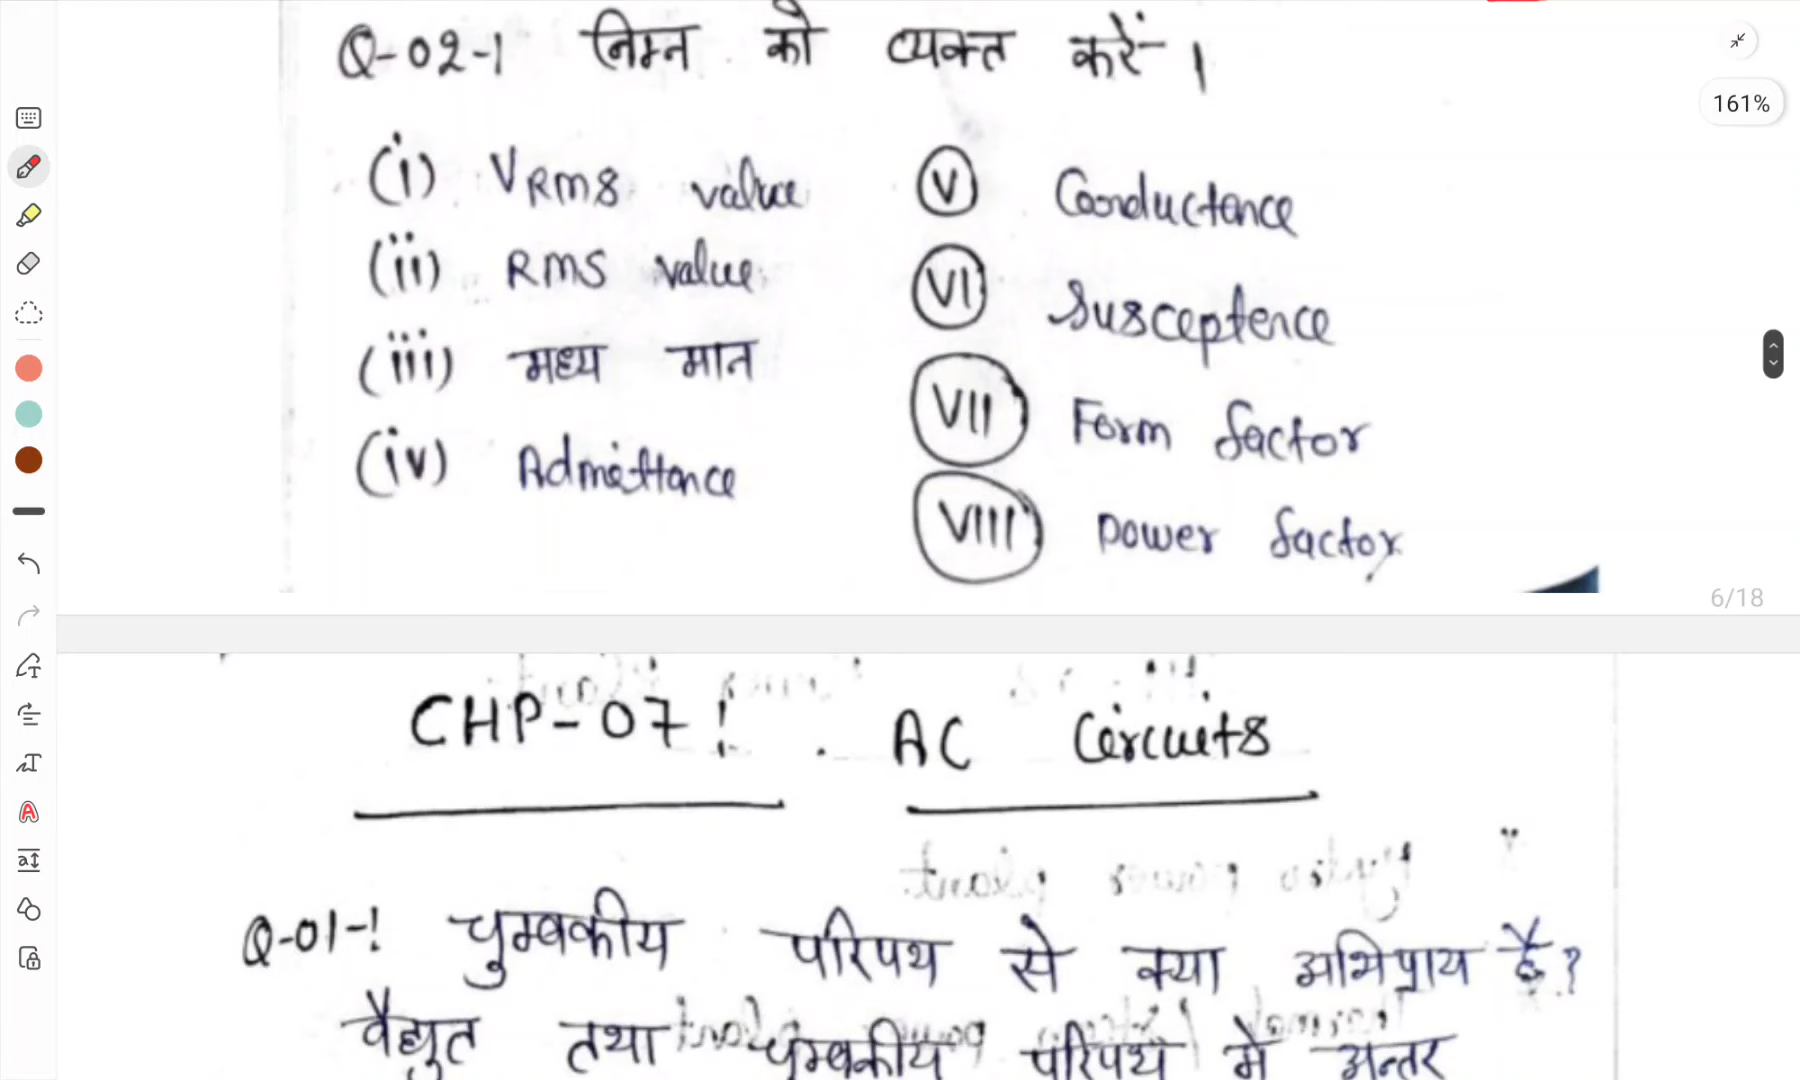 Q-02-! निम्न को व्यक्त करें- ।
(i) VRMS value
(ii) RMS value
(iii) मध्य मान
(iv) Admittance
V Conductance
VI Susceptence
VII Form factor
VIII Power factor
161%
6/18
CHP-07! AC Circuits
Q-01-! चुम्बकीय परिपथ से क्या अभिप्राय है?
वैद्युत तथा चुम्बकीय परिपथ में अन्तर